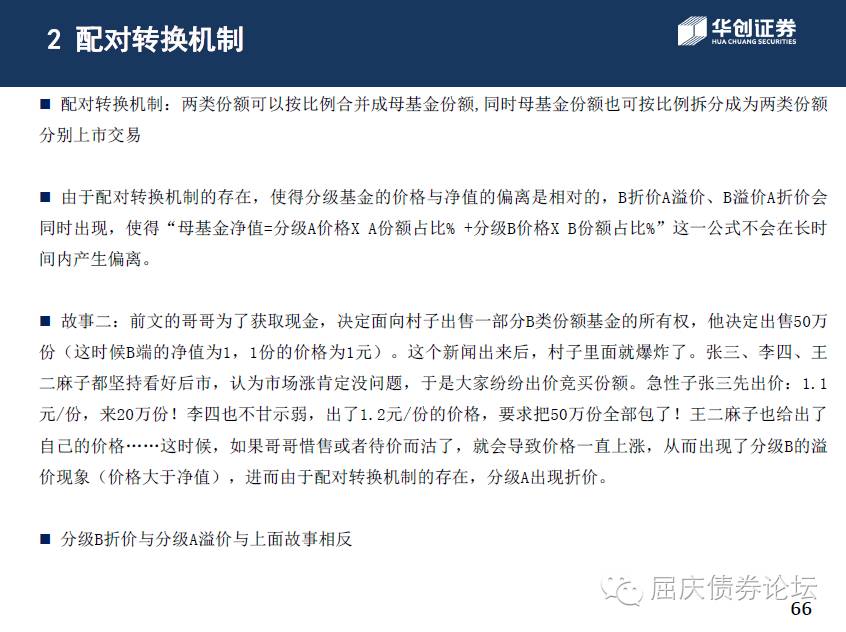 2 配对转换机制
华创证券
HUA CHUANG SECURITIES
■ 配对转换机制：两类份额可以按比例合并成母基金份额,同时母基金份额也可按比例拆分成为两类份额
分别上市交易
■ 由于配对转换机制的存在，使得分级基金的价格与净值的偏离是相对的，B折价A溢价、B溢价A折价会
同时出现，使得“母基金净值=分级A价格X A份额占比% +分级B价格X B份额占比%”这一公式不会在长时
间内产生偏离。
■ 故事二：前文的哥哥为了获取现金，决定面向村子出售一部分B类份额基金的所有权，他决定出售50万
份（这时候B端的净值为1，1份的价格为1元）。这个新闻出来后，村子里面就爆炸了。张三、李四、王
二麻子都坚持看好后市，认为市场涨肯定没问题，于是大家纷纷出价竞买份额。急性子张三先出价：1.1
元/份，来20万份！李四也不甘示弱，出了1.2元/份的价格，要求把50万份全部包了！王二麻子也给出了
自己的价格……这时候，如果哥哥惜售或者待价而沽了，就会导致价格一直上涨，从而出现了分级B的溢
价现象（价格大于净值），进而由于配对转换机制的存在，分级A出现折价。
■ 分级B折价与分级A溢价与上面故事相反
屈庆债券论坛
66